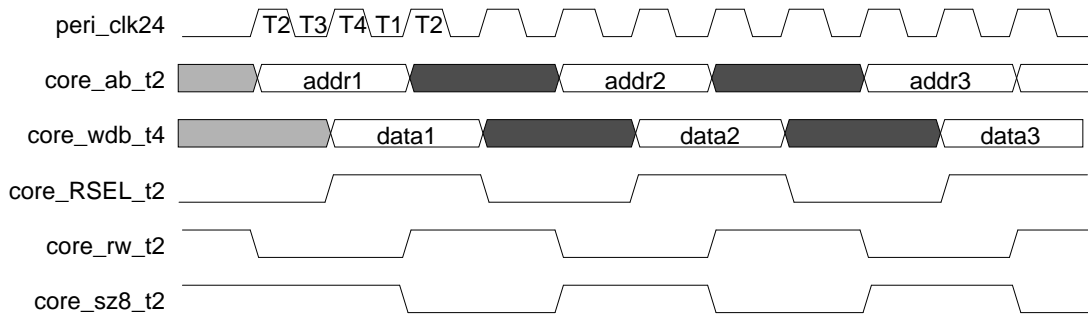 peri_clk24 T2 T3 T4 T1 T2
core_ab_t2 addr1 addr2 addr3
core_wdb_t4 data1 data2 data3
core_RSEL_t2
core_rw_t2
core_sz8_t2